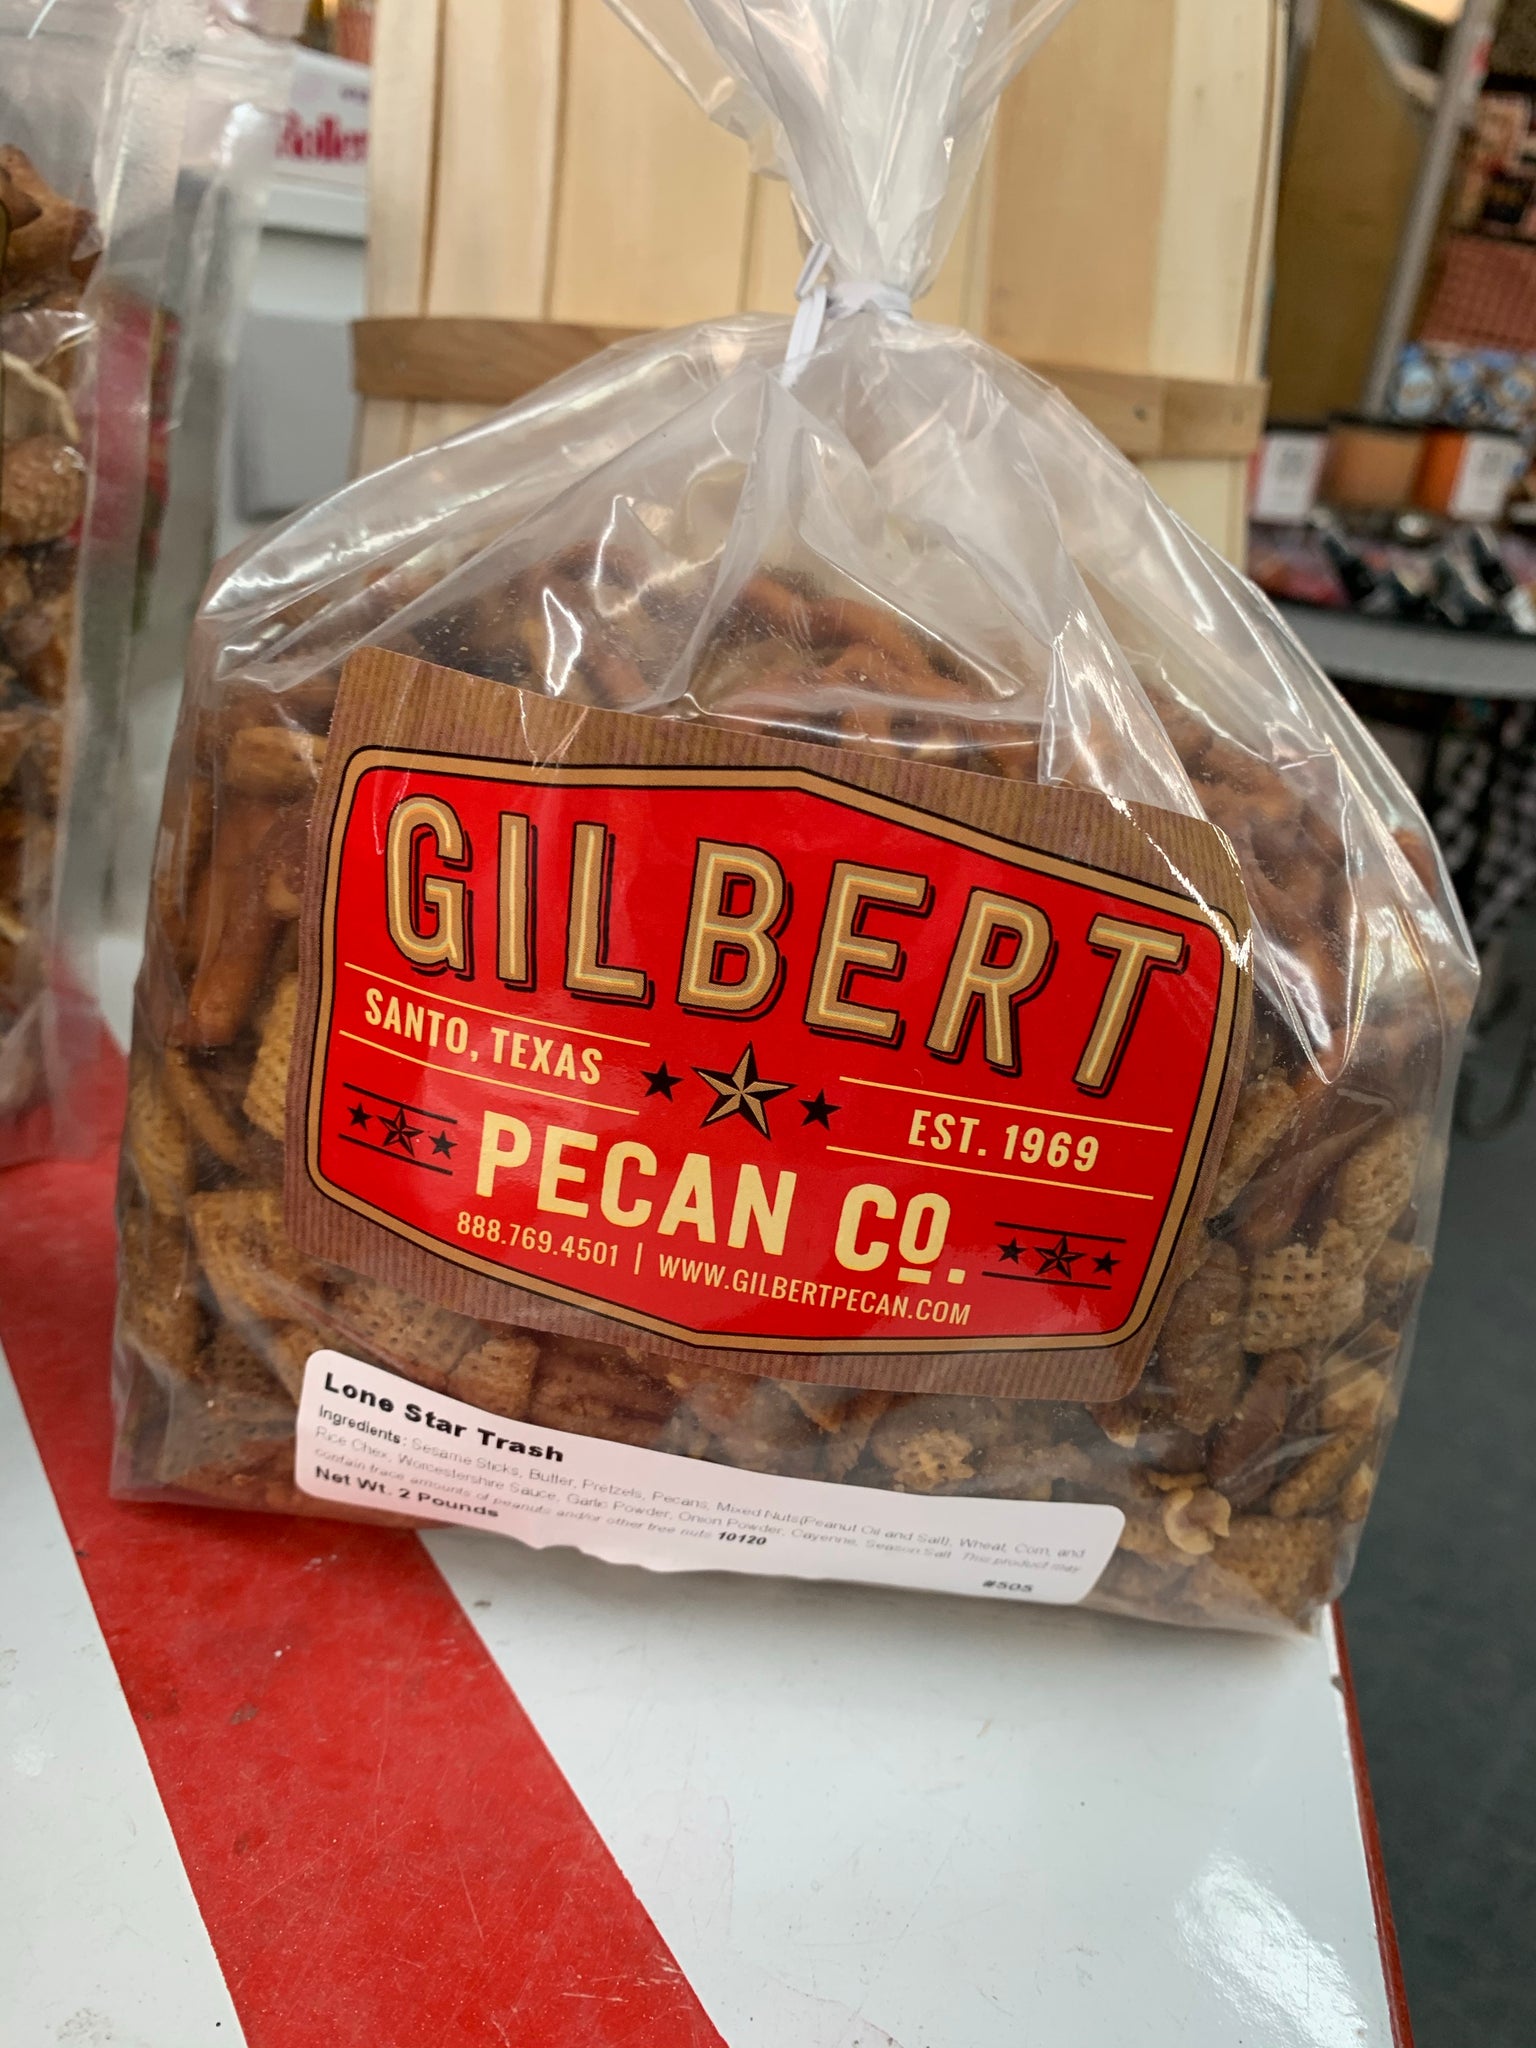 GILBERT
SANTO, TEXAS
EST. 1969
PECAN CO.
888.769.4501 | WWW.GILBERTPECAN.COM
Lone Star Trash
Ingredients: Sesame Sticks, Butter, Pretzels, Pecans, Mixed Nuts(Peanut Oil and Salt), Wheat, Corn, and
Rice Chex, Worcestershire Sauce, Garlic Powder, Onion Powder, Cayenne, Season Salt. This product may
contain trace amounts of peanuts and/or other tree nuts 10120
Net Wt. 2 Pounds
#505